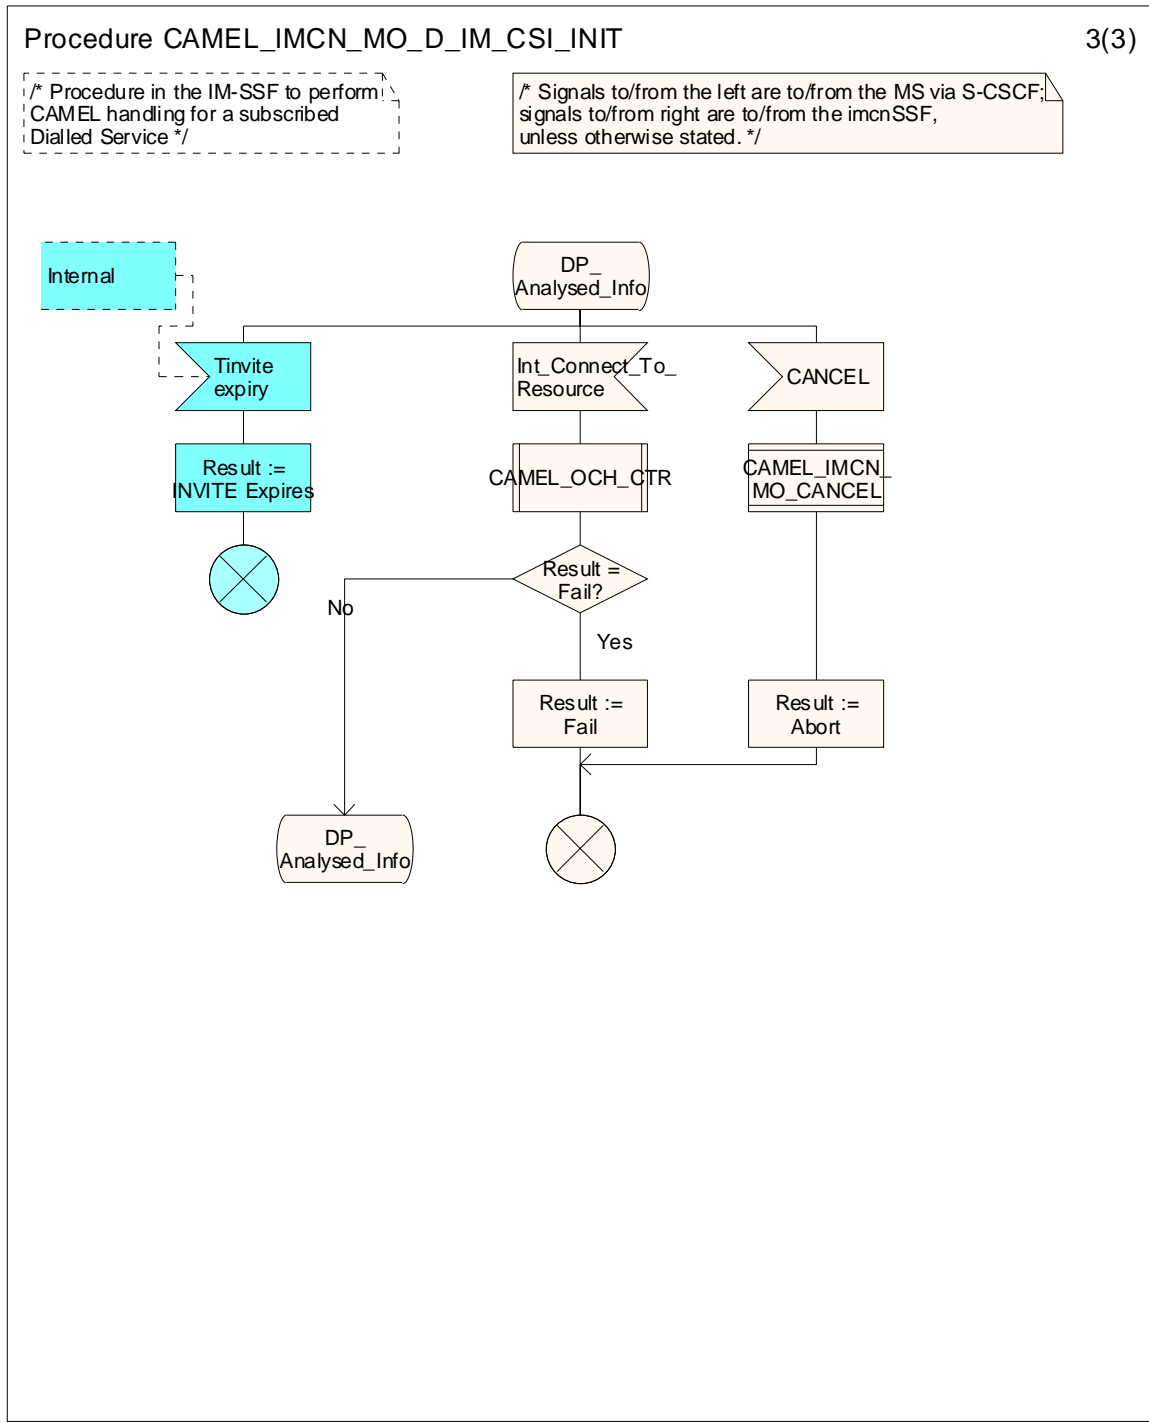 Procedure CAMEL_IMCN_MO_D_IM_CSI_INIT
3(3)
/* Procedure in the IM-SSF to perform
CAMEL handling for a subscribed
Dialled Service */
/* Signals to/from the left are to/from the MS via S-CSCF;
signals to/from right are to/from the imcnSSF,
unless otherwise stated. */
Internal
DP_
Analysed_Info
Tinvite
expiry
Int_Connect_To_
Resource
CANCEL
Result :=
INVITE Expires
CAMEL_OCH_CTR
CAMEL_IMCN_
MO_CANCEL
Result =
Fail?
No
Yes
Result :=
Fail
Result :=
Abort
DP_
Analysed_Info